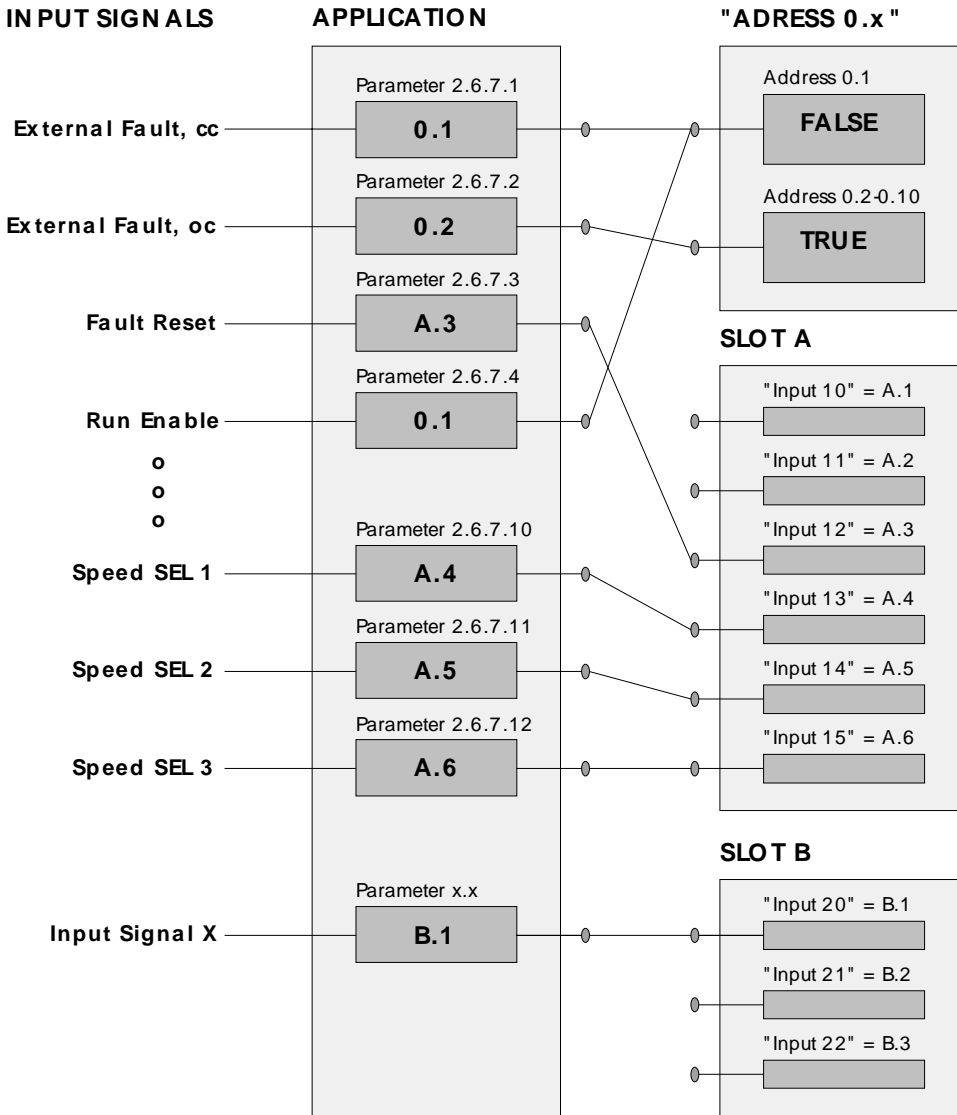 INPUT SIGNALS
APPLICATION
"ADRESS 0.x"
Parameter 2.6.7.1
Address 0.1
External Fault, cc
0.1
FALSE
Parameter 2.6.7.2
Address 0.2-0.10
External Fault, oc
0.2
TRUE
Parameter 2.6.7.3
Fault Reset
A.3
SLOT A
Parameter 2.6.7.4
"Input 10" = A.1
Run Enable
0.1
o
"Input 11" = A.2
o
o
Parameter 2.6.7.10
"Input 12" = A.3
Speed SEL 1
A.4
"Input 13" = A.4
Parameter 2.6.7.11
Speed SEL 2
A.5
"Input 14" = A.5
Parameter 2.6.7.12
"Input 15" = A.6
Speed SEL 3
A.6
SLOT B
Parameter x.x
"Input 20" = B.1
Input Signal X
B.1
"Input 21" = B.2
"Input 22" = B.3